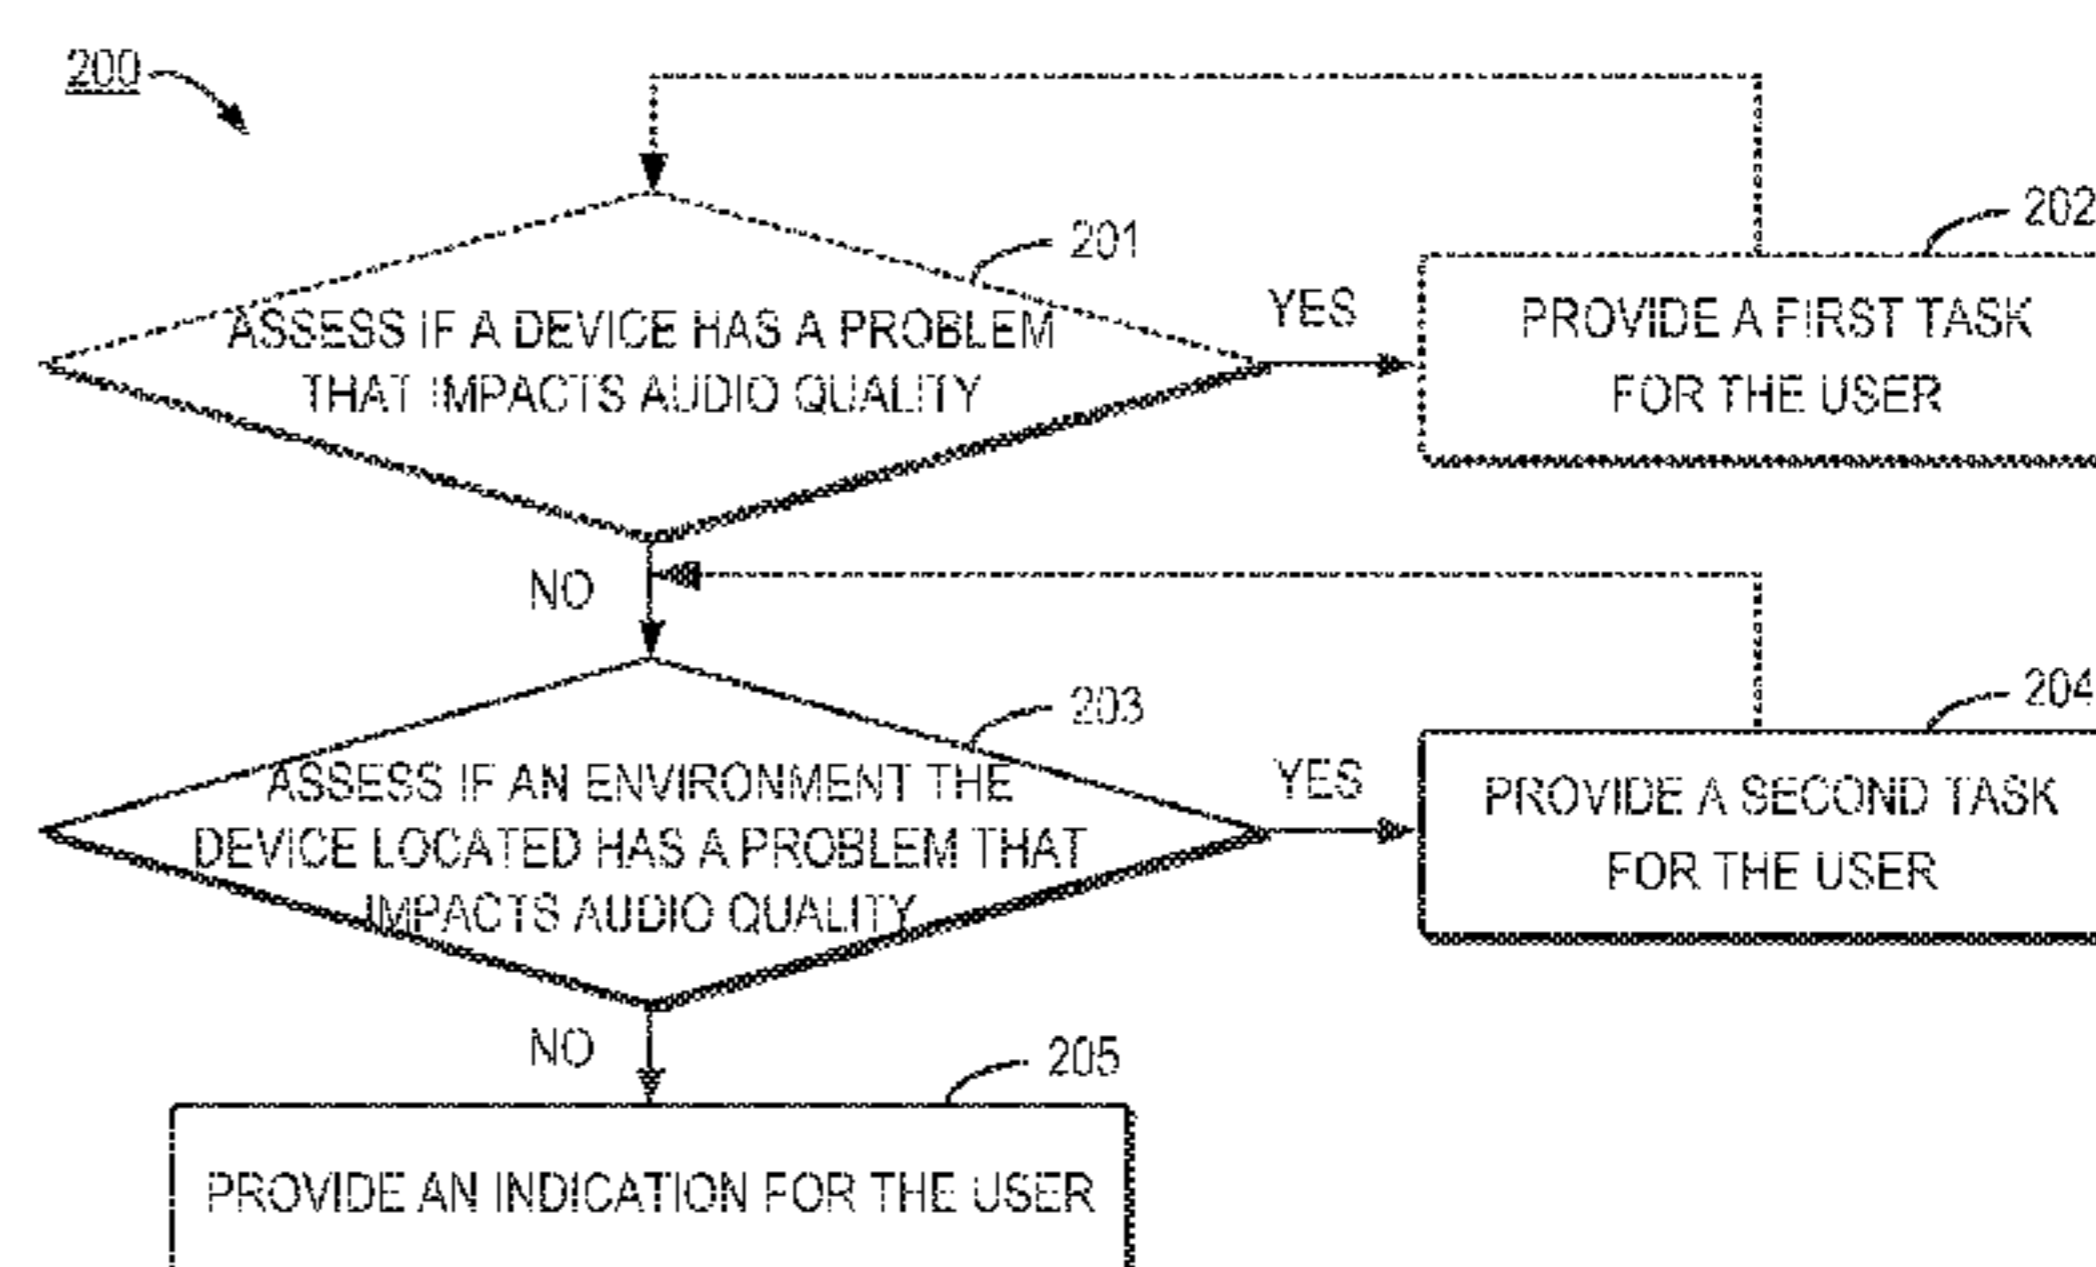 200
201
202
ASSESS IF A DEVICE HAS A PROBLEM
THAT IMPACTS AUDIO QUALITY
YES
PROVIDE A FIRST TASK
FOR THE USER
NO
203
204
ASSESS IF AN ENVIRONMENT THE
DEVICE LOCATED HAS A PROBLEM THAT
IMPACTS AUDIO QUALITY
YES
PROVIDE A SECOND TASK
FOR THE USER
NO
205
PROVIDE AN INDICATION FOR THE USER